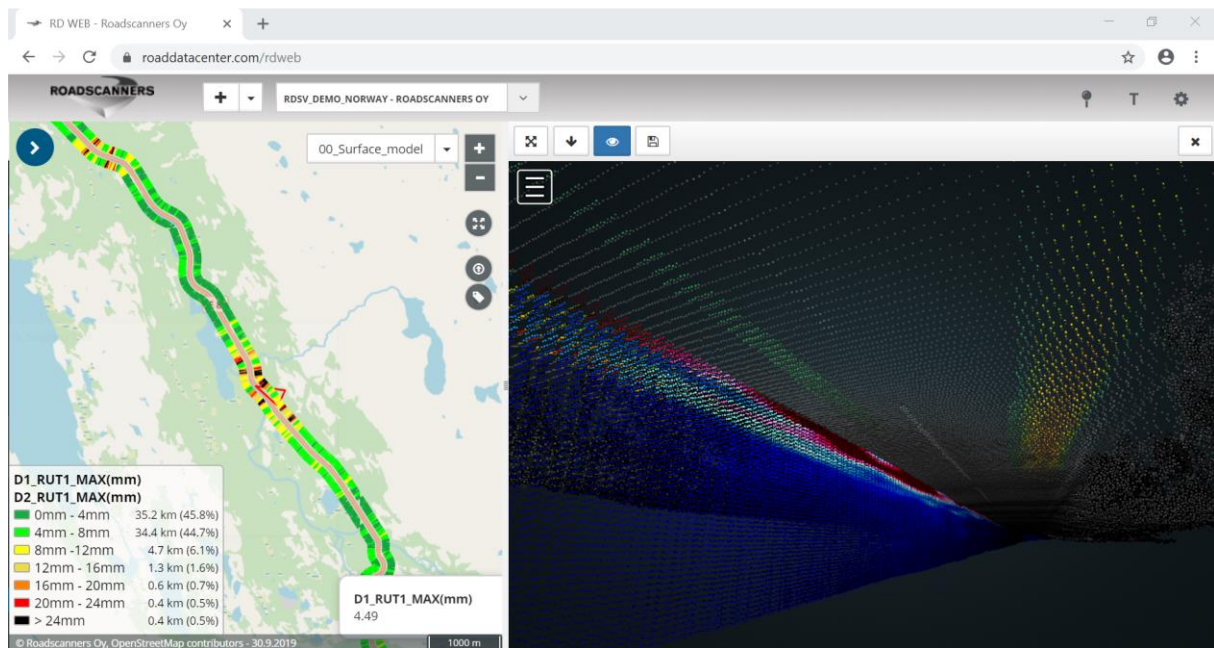 RD WEB - Roadscanners Oy
roaddatacenter.com/rdweb
ROADSCANNERS
RDSV_DEMO_NORWAY - ROADSCANNERS OY
T
00_Surface_model
D1_RUT1_MAX(mm)
D2_RUT1_MAX(mm)
0mm - 4mm 35.2 km (45.8%)
4mm - 8mm 34.4 km (44.7%)
8mm -12mm 4.7 km (6.1%)
12mm - 16mm 1.3 km (1.6%)
16mm - 20mm 0.6 km (0.7%)
20mm - 24mm 0.4 km (0.5%)
> 24mm 0.4 km (0.5%)
D1_RUT1_MAX(mm)
4.49
© Roadscanners Oy, OpenStreetMap contributors - 30.9.2019
1000 m